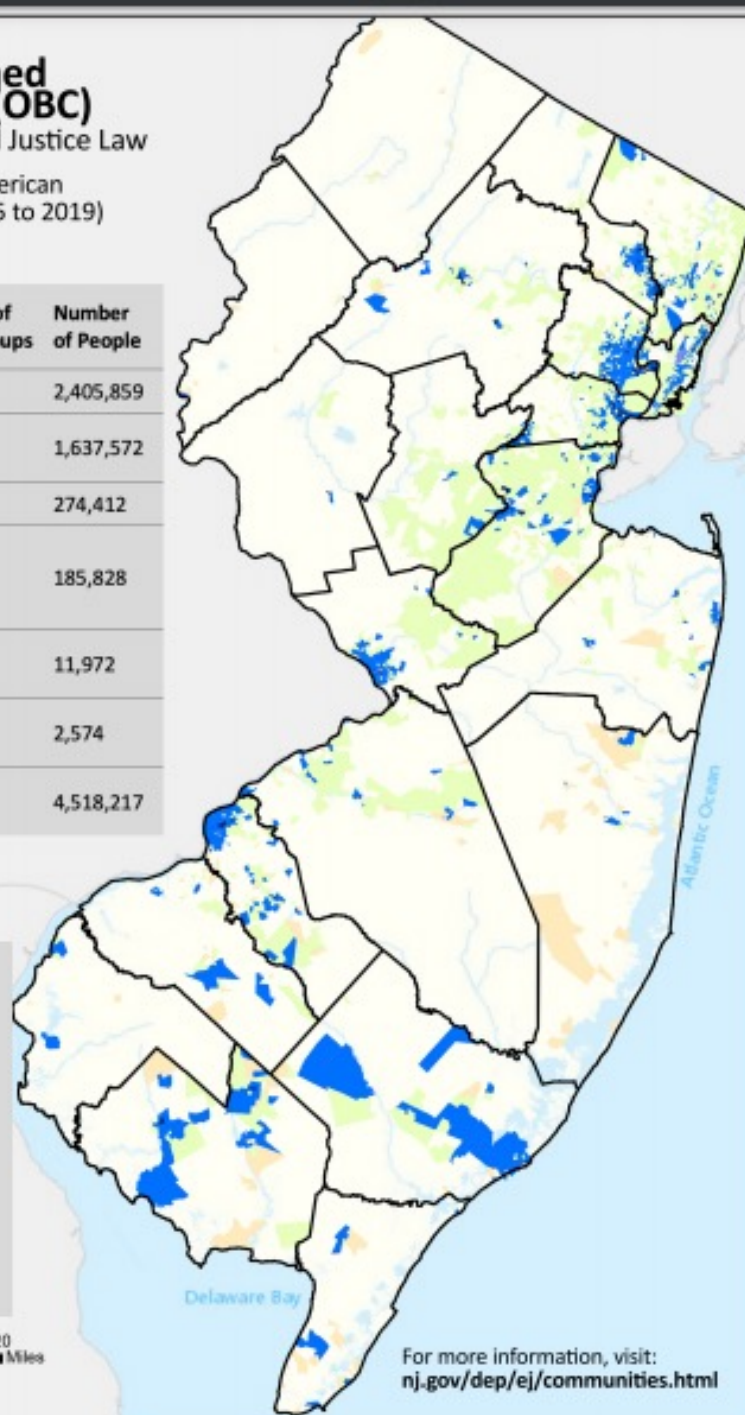 ed
(OBC)
l Justice Law
erican
5 to 2019)
of
ups
Number
of People
2,405,859
1,637,572
274,412
185,828
11,972
2,574
4,518,217
Atlantic Ocean
Delaware Bay
20
Miles
For more information, visit:
nj.gov/dep/ej/communities.html